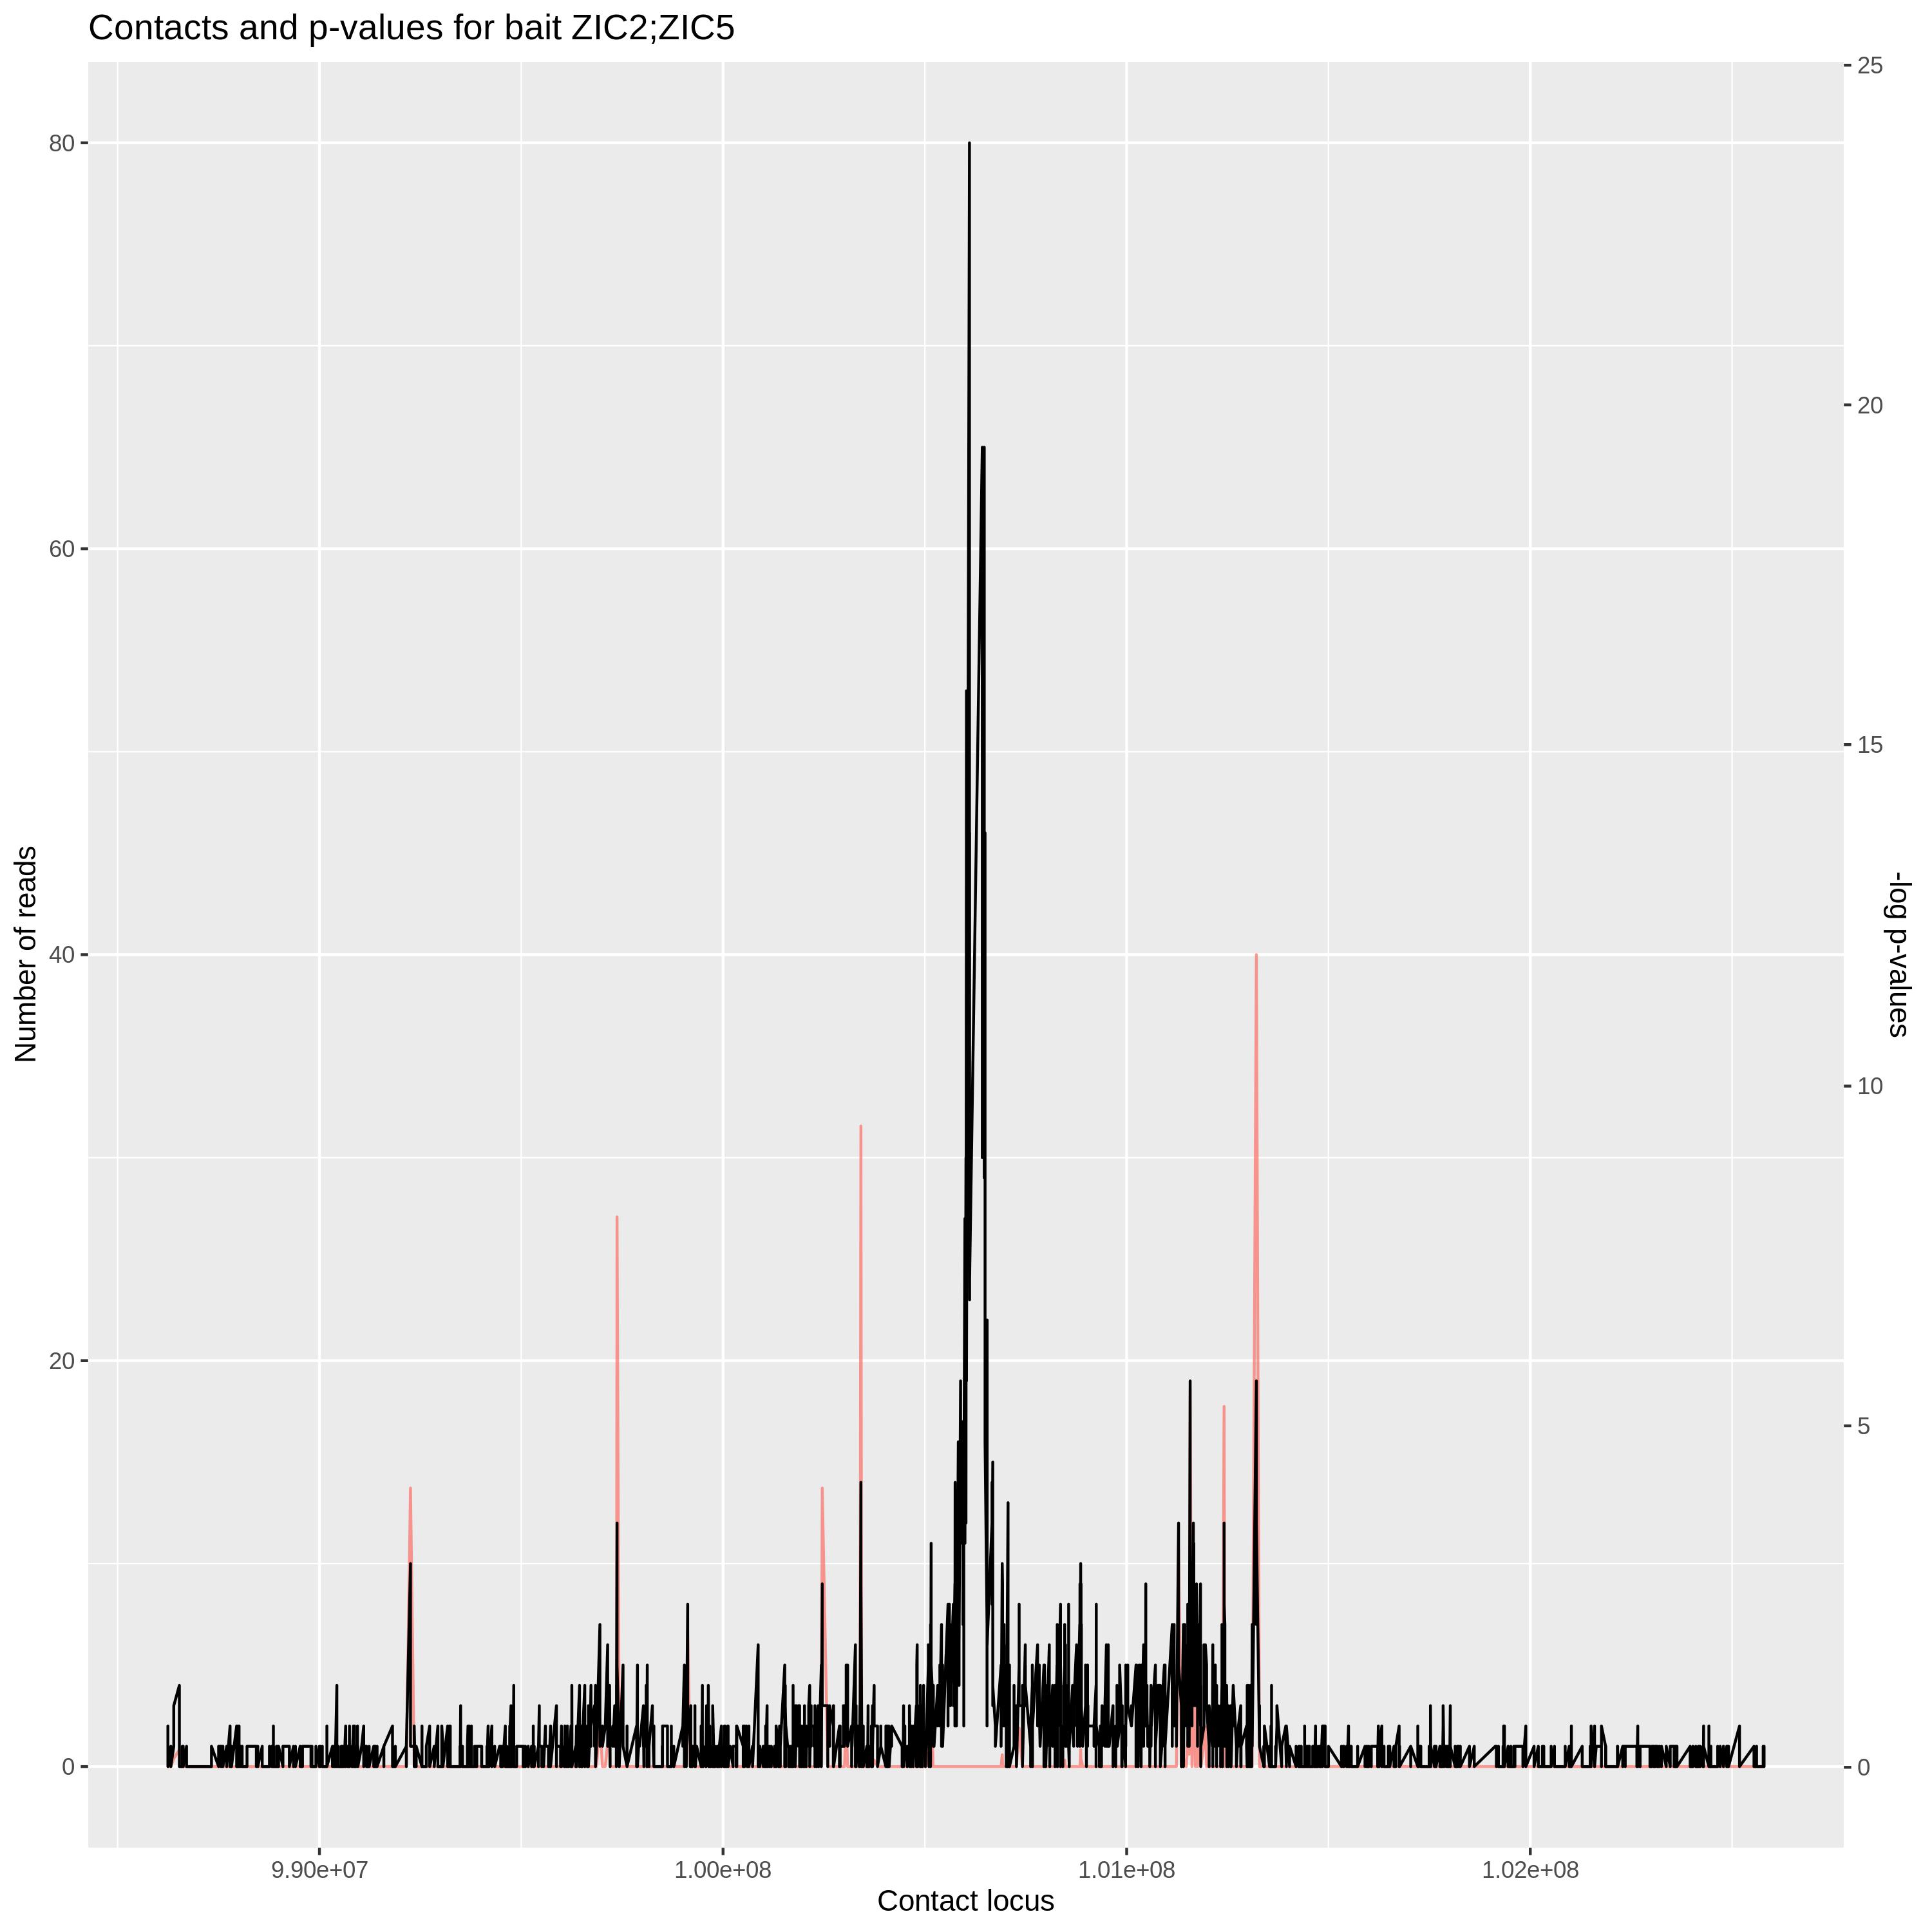 Contacts and p-values for bait ZIC2;ZIC5
80
60
40
20
0
Number of reads
25
20
15
10
5
0
-log p-values
9.90e+07
1.00e+08
1.01e+08
1.02e+08
Contact locus